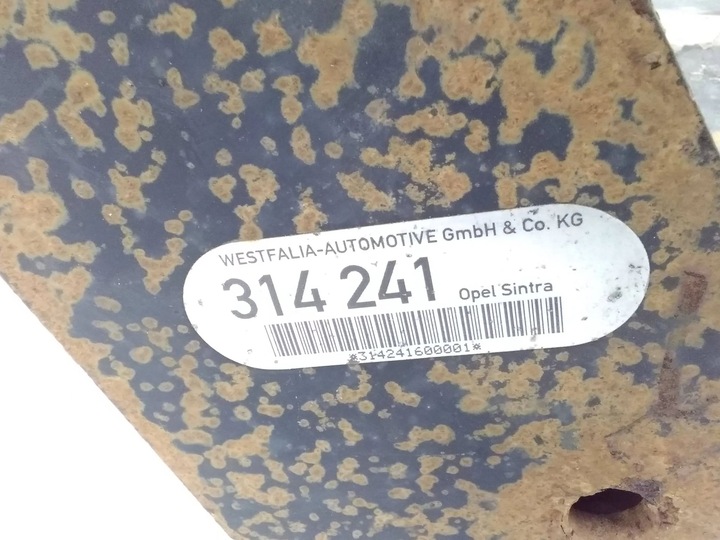 WESTFALIA-AUTOMOTIVE GmbH & Co. KG
314 241 Opel Sintra
*314241600001*